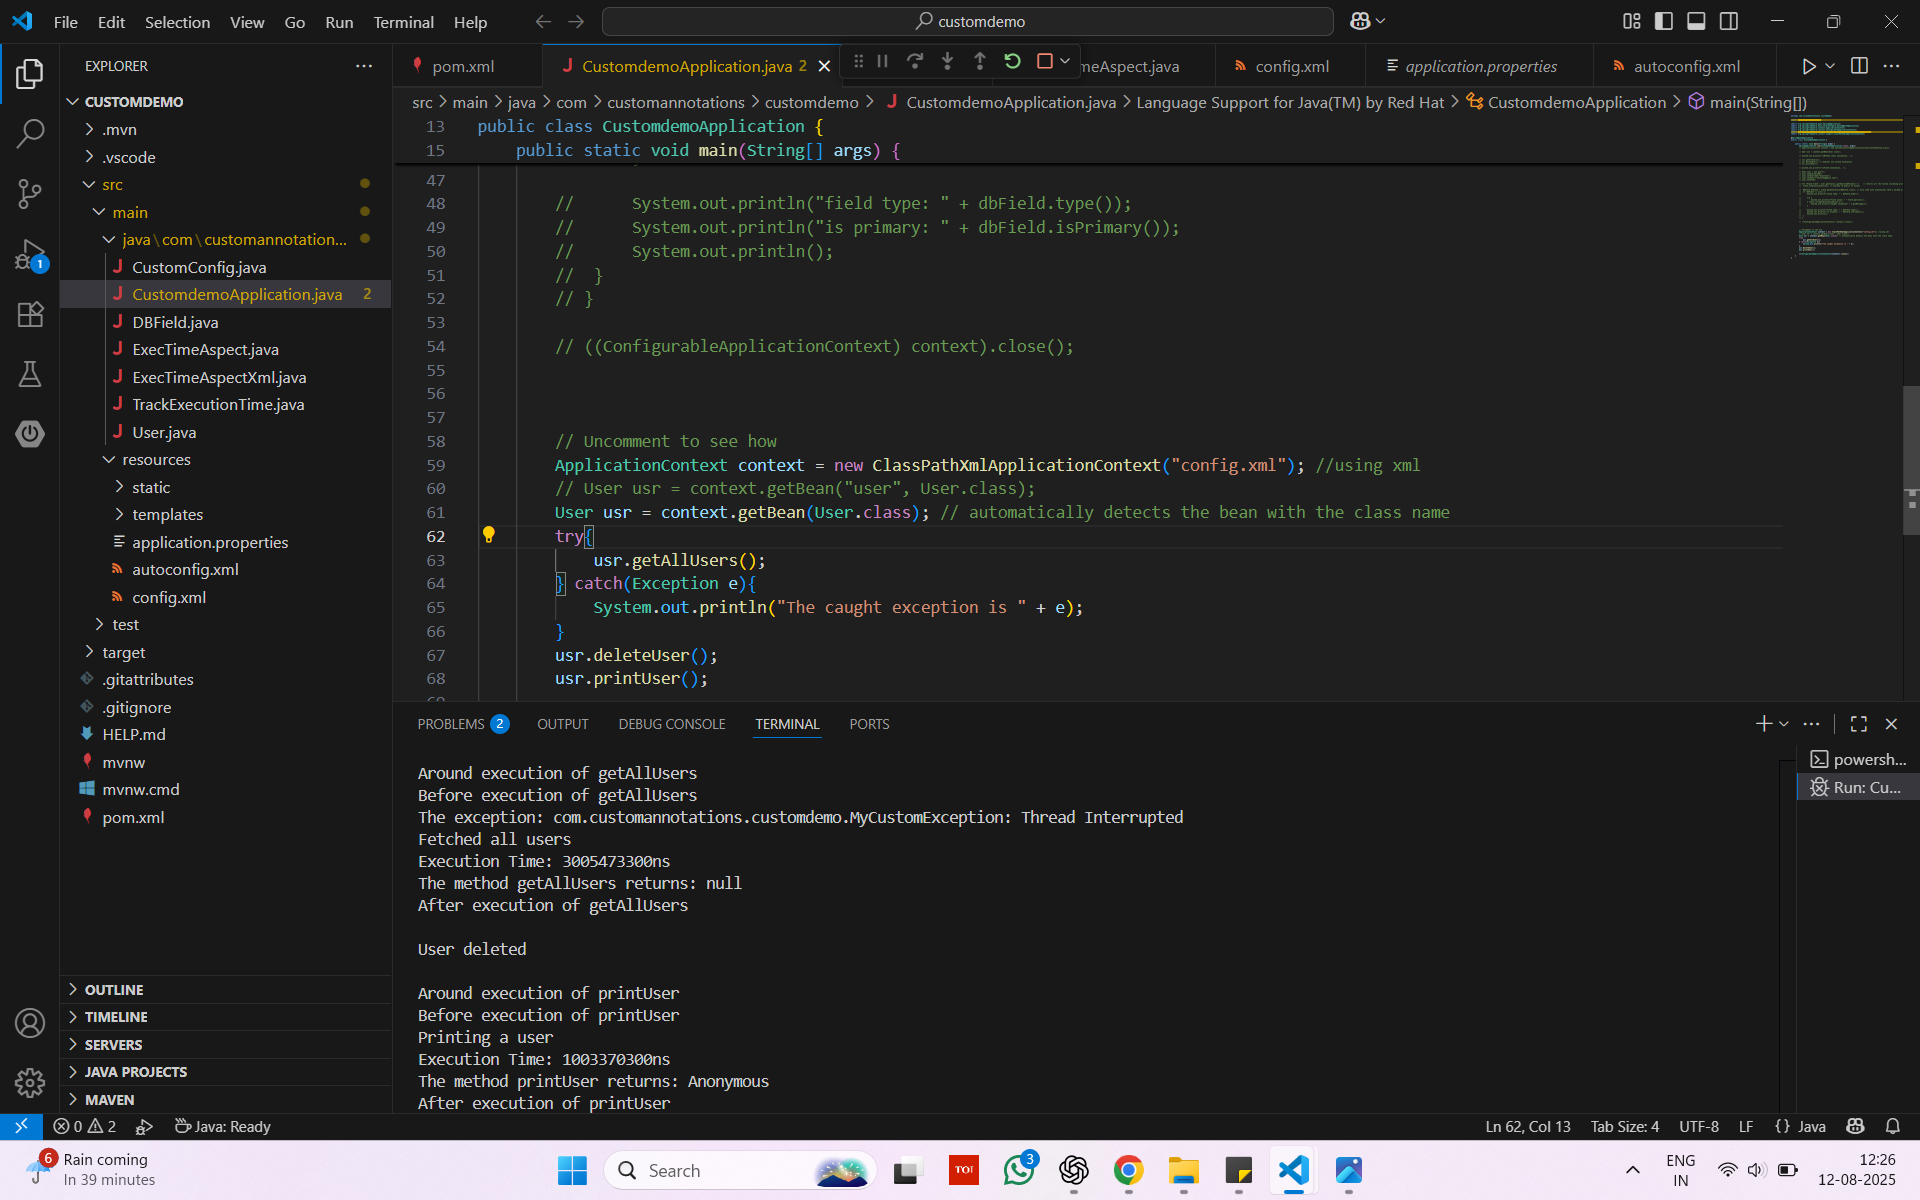 File Edit Selection View Go Run Terminal Help
customdemo
EXPLORER
CUSTOMDEMO
.mvn
.vscode
src
main
java\com\customannotation...
CustomConfig.java
CustomdemoApplication.java 2
DBField.java
ExecTimeAspect.java
ExecTimeAspectXml.java
TrackExecutionTime.java
User.java
resources
static
templates
application.properties
autoconfig.xml
config.xml
test
target
.gitattributes
.gitignore
HELP.md
mvnw
mvnw.cmd
pom.xml
OUTLINE
TIMELINE
SERVERS
JAVA PROJECTS
MAVEN
1
pom.xml
CustomdemoApplication.java 2
meAspect.java
config.xml
application.properties
autoconfig.xml
src > main > java > com > customannotations > customdemo > CustomdemoApplication.java > Language Support for Java(TM) by Red Hat > CustomdemoApplication > main(String[])
13 public class CustomdemoApplication {
15 public static void main(String[] args) {
47
48 // System.out.println("field type: " + dbField.type());
49 // System.out.println("is primary: " + dbField.isPrimary());
50 // System.out.println();
51 // }
52 // }
53
54 // ((ConfigurableApplicationContext) context).close();
55
56
57
58 // Uncomment to see how
59 ApplicationContext context = new ClassPathXmlApplicationContext("config.xml"); //using xml
60 // User usr = context.getBean("user", User.class);
61 User usr = context.getBean(User.class); // automatically detects the bean with the class name
62 try{
63 usr.getAllUsers();
64 } catch(Exception e){
65 System.out.println("The caught exception is " + e);
66 }
67 usr.deleteUser();
68 usr.printUser();
PROBLEMS 2 OUTPUT DEBUG CONSOLE TERMINAL PORTS
powersh...
Run: Cu...
Around execution of getAllUsers
Before execution of getAllUsers
The exception: com.customannotations.customdemo.MyCustomException: Thread Interrupted
Fetched all users
Execution Time: 3005473300ns
The method getAllUsers returns: null
After execution of getAllUsers
User deleted
Around execution of printUser
Before execution of printUser
Printing a user
Execution Time: 1003370300ns
The method printUser returns: Anonymous
After execution of printUser
0 2 Java: Ready
Ln 62, Col 13 Tab Size: 4 UTF-8 LF {} Java
6 Rain coming
In 39 minutes
Search
TOI
3
ENG
IN
12:26
12-08-2025